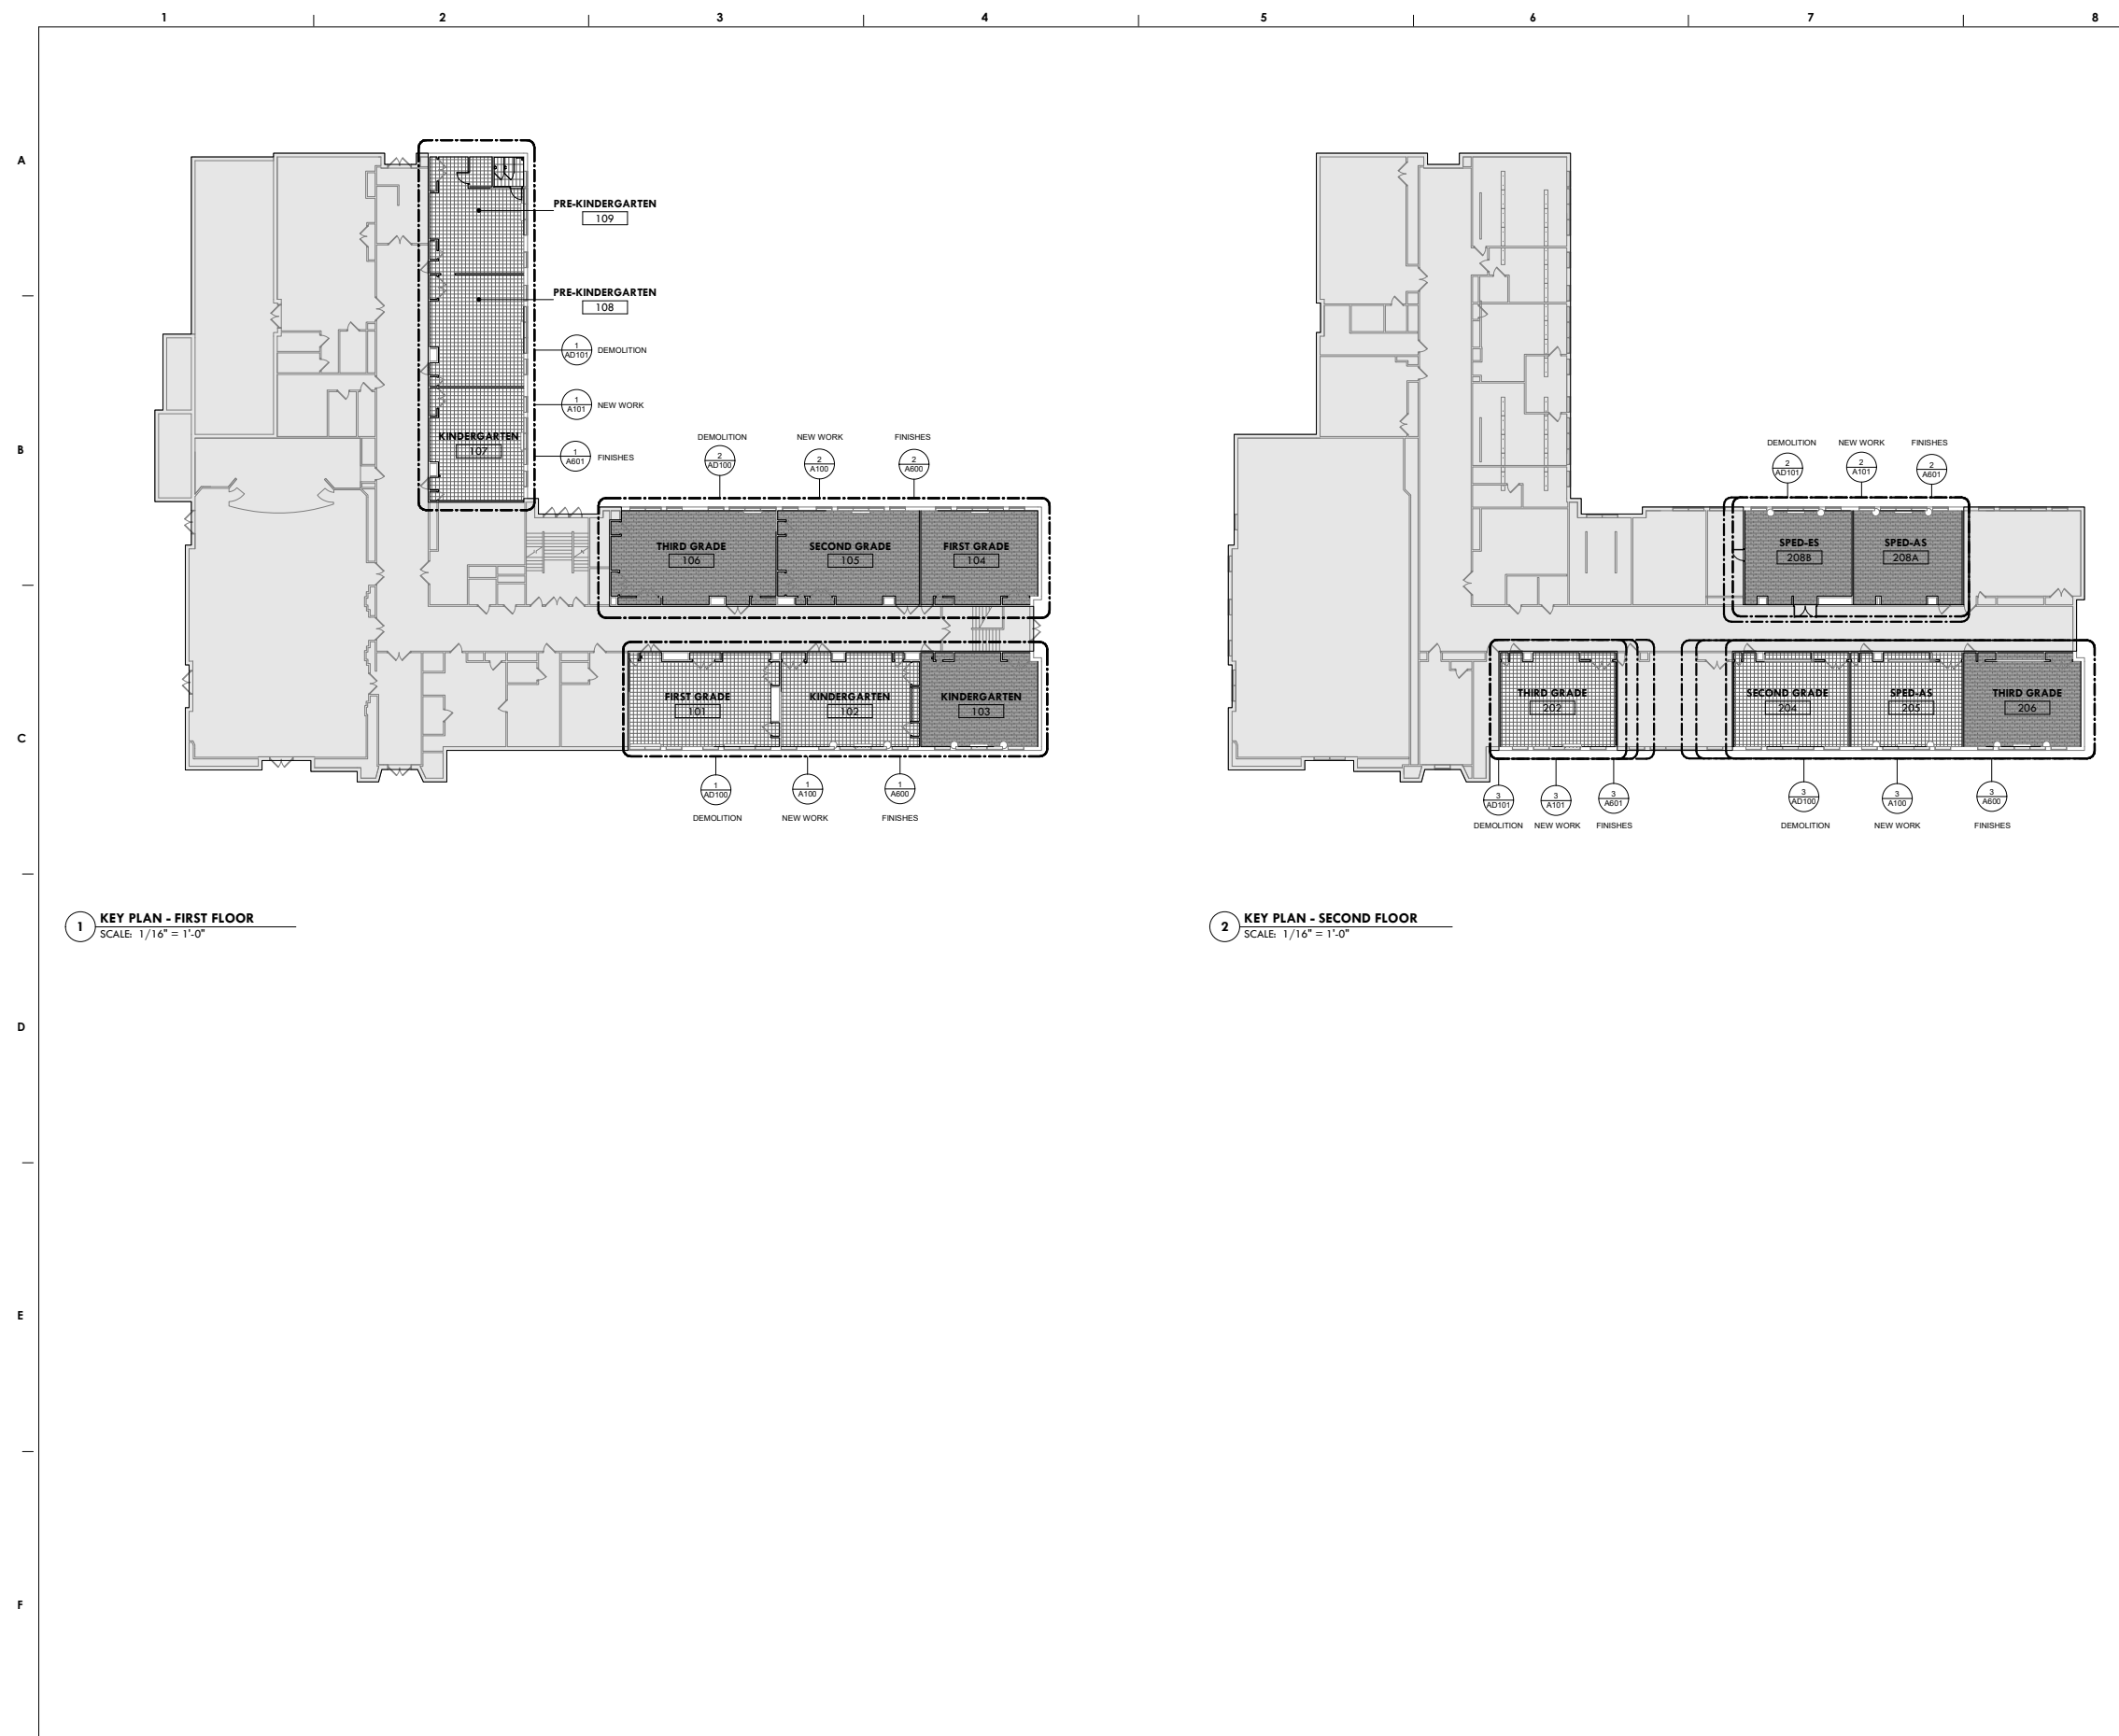 1 2 3 4 5 6 7 8
A
B
C
D
E
F
PRE-KINDERGARTEN
109
PRE-KINDERGARTEN
108
1
AD101
DEMOLITION
1
A101
NEW WORK
1
A601
FINISHES
KINDERGARTEN
107
DEMOLITION NEW WORK FINISHES
2 2 2
AD100 A100 A600
THIRD GRADE SECOND GRADE FIRST GRADE
106 105 104
FIRST GRADE KINDERGARTEN KINDERGARTEN
101 102 103
1 1 1
AD100 A100 A600
DEMOLITION NEW WORK FINISHES
1 KEY PLAN - FIRST FLOOR
SCALE: 1/16" = 1'-0"
DEMOLITION NEW WORK FINISHES
2 2 2
AD101 A101 A601
SPED-ES SPED-AS
208B 208A
THIRD GRADE SECOND GRADE SPED-AS THIRD GRADE
202 204 205 206
3 3 3 3 3 3
AD101 A101 A601 AD100 A100 A600
DEMOLITION NEW WORK FINISHES DEMOLITION NEW WORK FINISHES
2 KEY PLAN - SECOND FLOOR
SCALE: 1/16" = 1'-0"